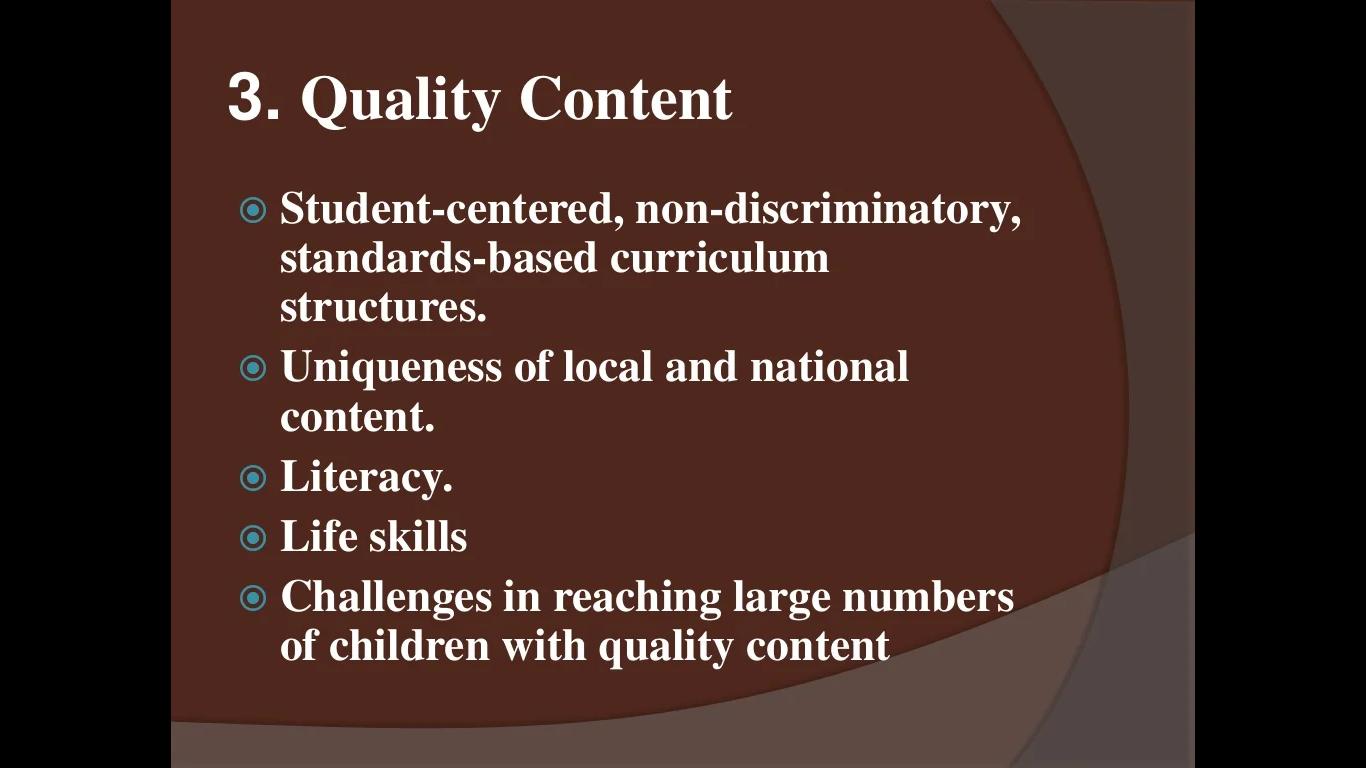 3. Quality Content
Student-centered, non-discriminatory,
standards-based curriculum
structures.
Uniqueness of local and national
content.
Literacy.
Life skills
Challenges in reaching large numbers
of children with quality content